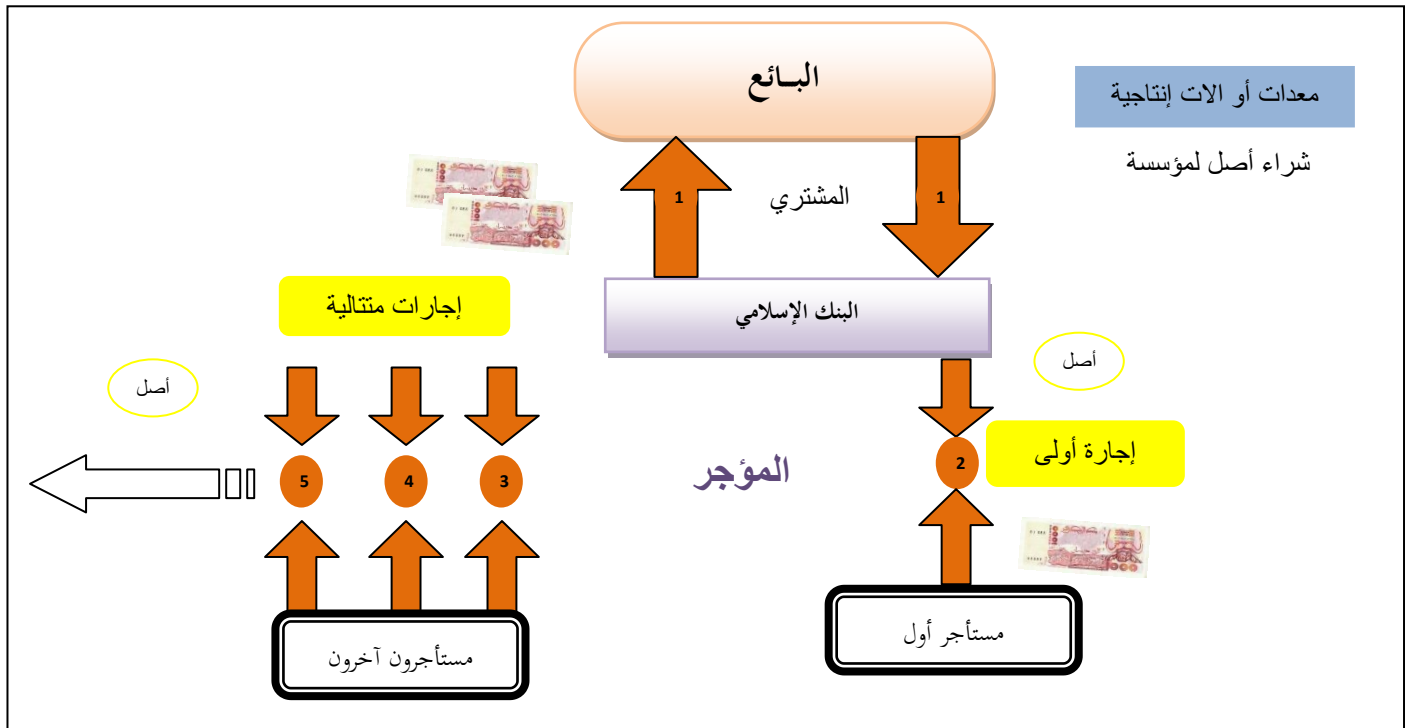 البــائع
معدات أو الات إنتاجية
شراء أصل لمؤسسة
1
المشتري
1
البنك الإسلامي
إجارات متتالية
أصل
أصل
إجارة أولى
2
المؤجر
3
4
5
مستأجر أول
مستأجرون آخرون